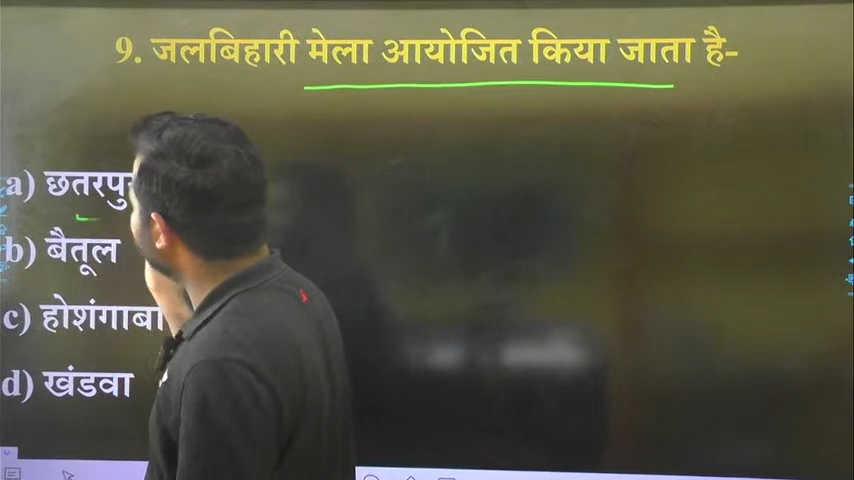 9. जलबिहारी मेला आयोजित किया जाता है-
a) छतरपु
b) बैतूल
c) होशंगाबा
d) खंडवा